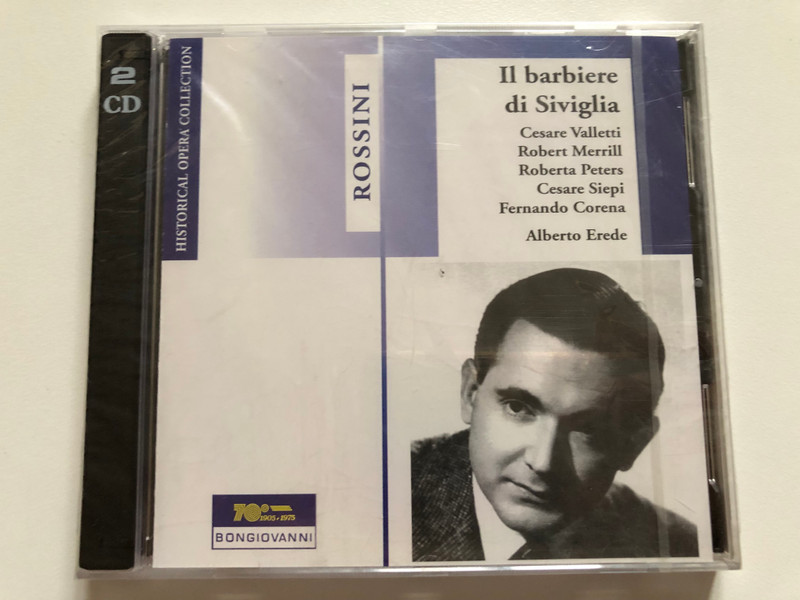 2
CD
HISTORICAL OPERA COLLECTION
ROSSINI
Il barbiere
di Siviglia
Cesare Valletti
Robert Merrill
Roberta Peters
Cesare Siepi
Fernando Corena
Alberto Erede
70° 1905 • 1975
BONGIOVANNI